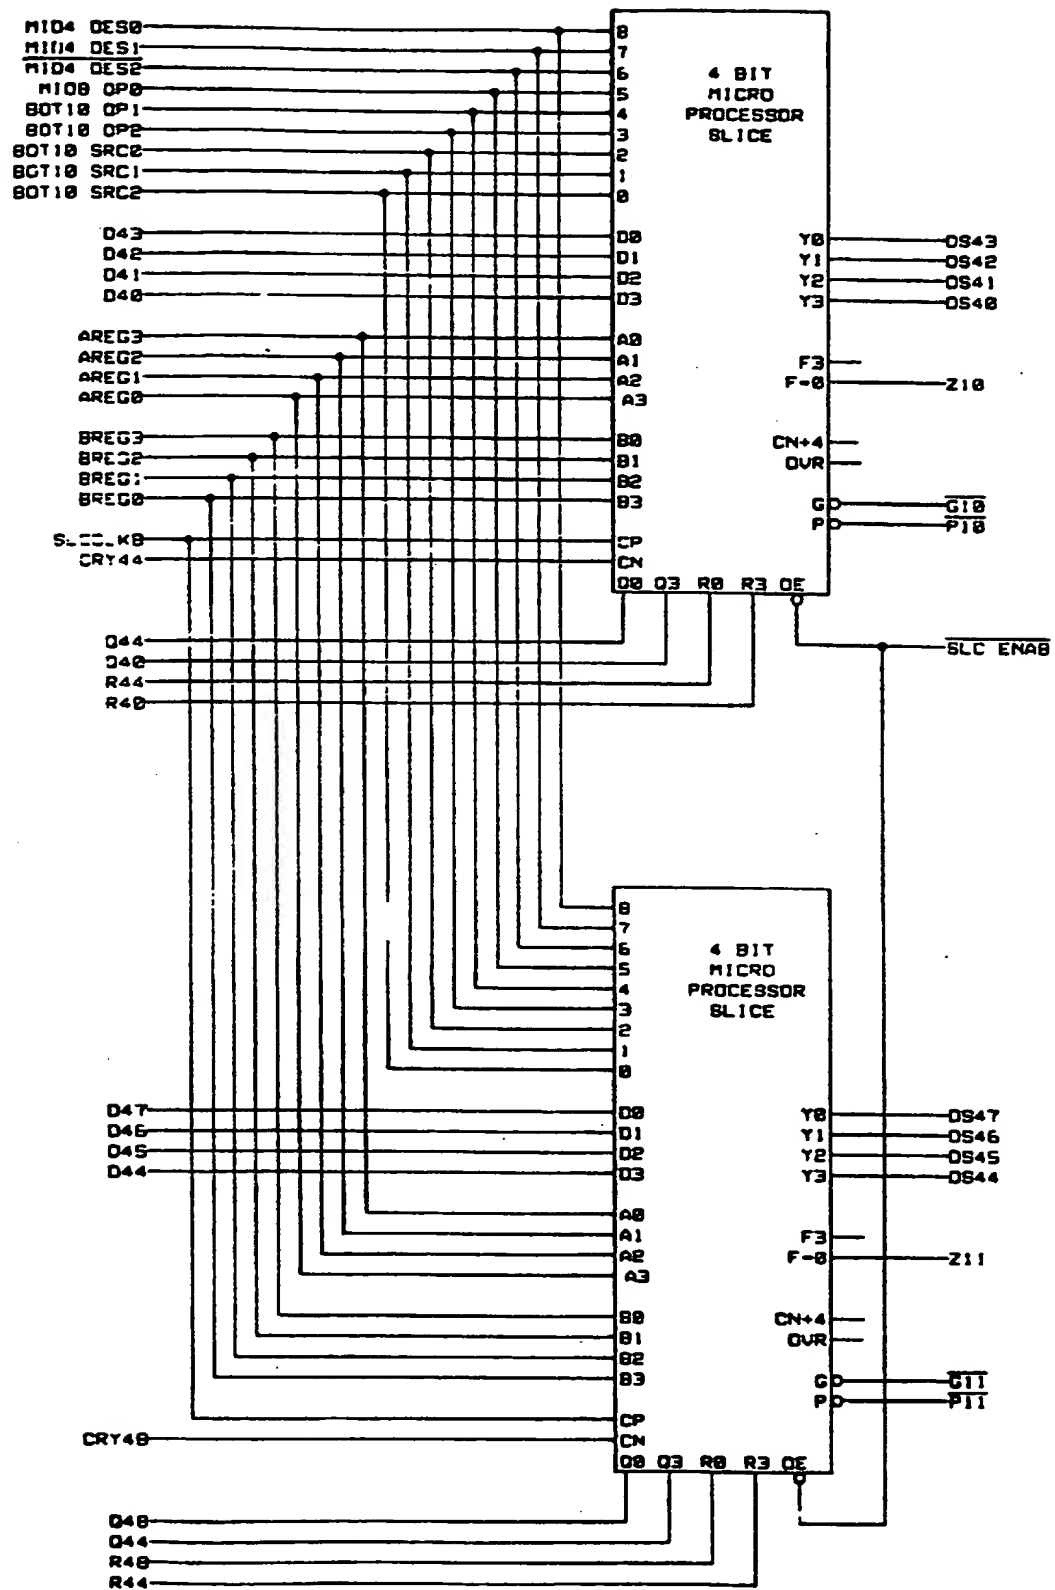 MID4 DES0
MID4 DES1
MID4 DES2
MID8 OP0
BOT10 OP1
BOT10 OP2
BOT10 SRC0
BOT10 SRC1
BOT10 SRC2
8
7
6
5
4
3
2
1
0
4 BIT
MICRO
PROCESSOR
SLICE
D43
D42
D41
D40
D0
D1
D2
D3
Y0
Y1
Y2
Y3
DS43
DS42
DS41
DS40
AREG3
AREG2
AREG1
AREG0
A0
A1
A2
A3
F3
F=0
Z10
BREG3
BREG2
BREG1
BREG0
B0
B1
B2
B3
CN+4
OVR
G
P
G10
P10
CRY44
CP
CN
Q0 Q3 R0 R3 OE
Q44
Q40
R44
R40
SLC ENAB
8
7
6
5
4
3
2
1
0
4 BIT
MICRO
PROCESSOR
SLICE
D47
D46
D45
D44
D0
D1
D2
D3
Y0
Y1
Y2
Y3
DS47
DS46
DS45
DS44
A0
A1
A2
A3
F3
F=0
Z11
B0
B1
B2
B3
CN+4
OVR
G
P
G11
P11
CRY48
CP
CN
Q0 Q3 R0 R3 OE
Q48
Q44
R48
R44